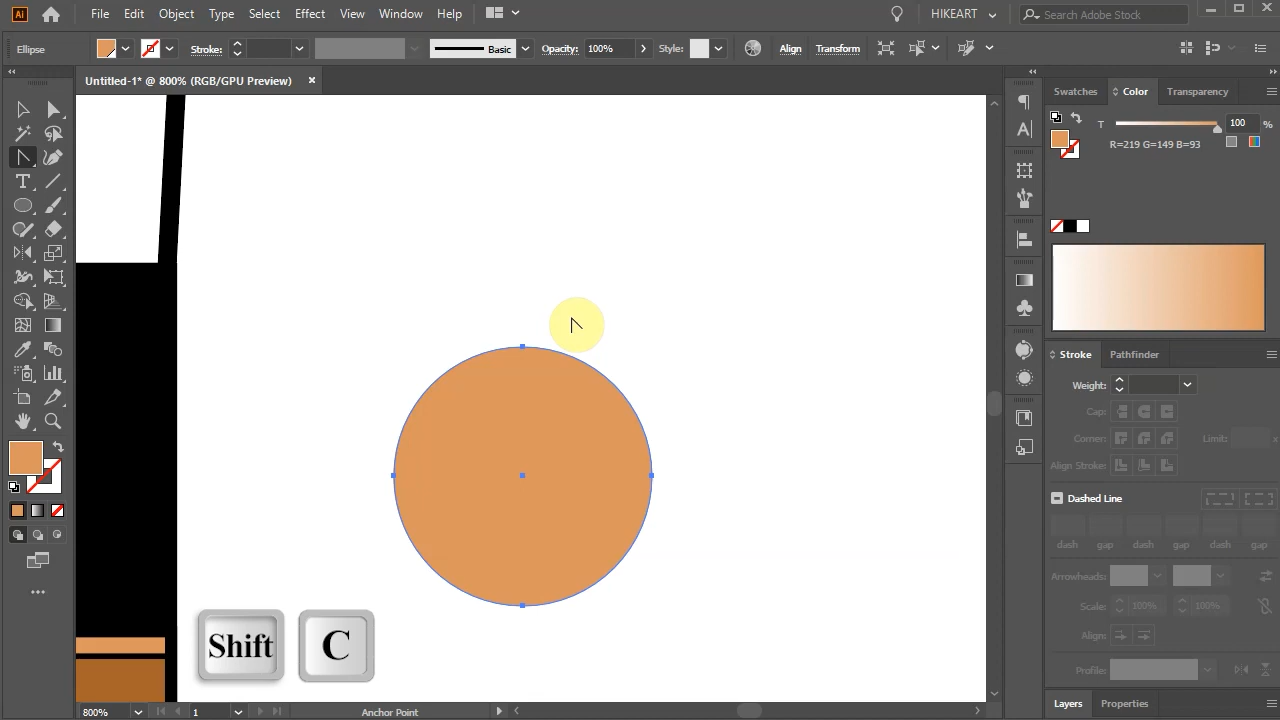 Ai File Edit Object Type Select Effect View Window Help HIKEART Search Adobe Stock
Ellipse Stroke: Basic Opacity: 100% Style: Align Transform
Untitled-1* @ 800% (RGB/GPU Preview)
Swatches Color Transparency
T 100 %
R=219 G=149 B=93
Stroke Pathfinder
Weight:
Cap:
Corner: Limit:
Align Stroke:
Dashed Line
dash gap dash gap dash gap
Arrowheads:
Scale: 100% 100%
Align:
Profile:
Shift C
Layers Properties
800% 1 Anchor Point